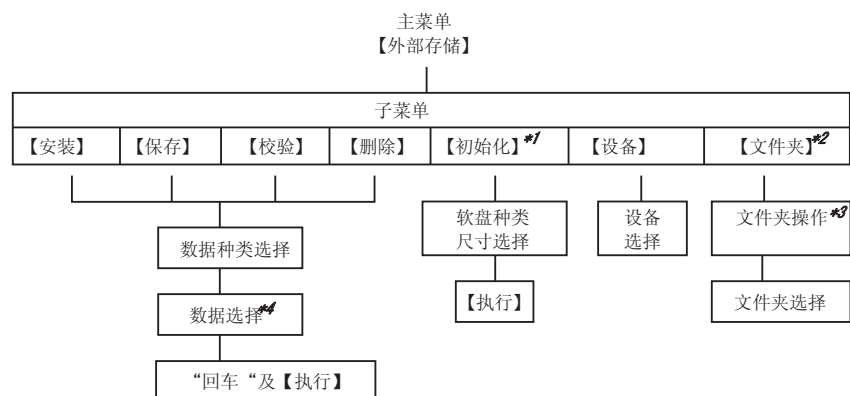 主菜单
【外部存储】
子菜单
【安装】 【保存】 【校验】 【删除】 【初始化】*1 【设备】 【文件夹】*2
数据种类选择
数据选择*4
“回车 “及【执行】
软盘种类
尺寸选择
【执行】
设备
选择
文件夹操作*3
文件夹选择